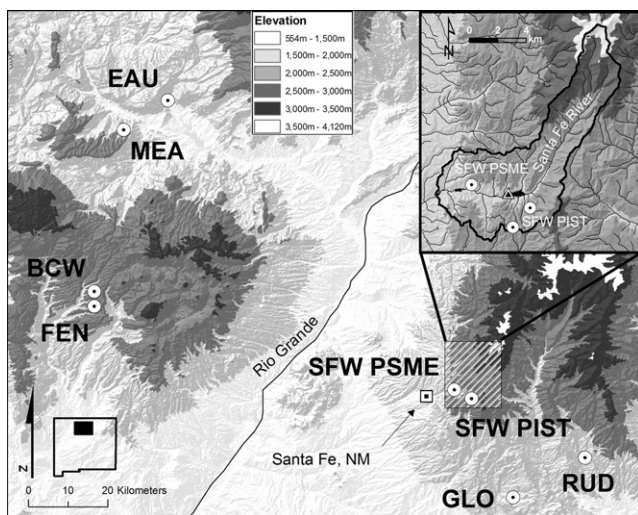 Elevation
554m - 1,500m
1,500m - 2,000m
2,000m - 2,500m
2,500m - 3,000m
3,000m - 3,500m
3,500m - 4,120m
N
0 2 4
km
Santa Fe River
SFW PSME
SFW PIST
EAU
MEA
BCW
FEN
Rio Grande
SFW PSME
SFW PIST
Santa Fe, NM
RUD
GLO
N
0 10 20 Kilometers